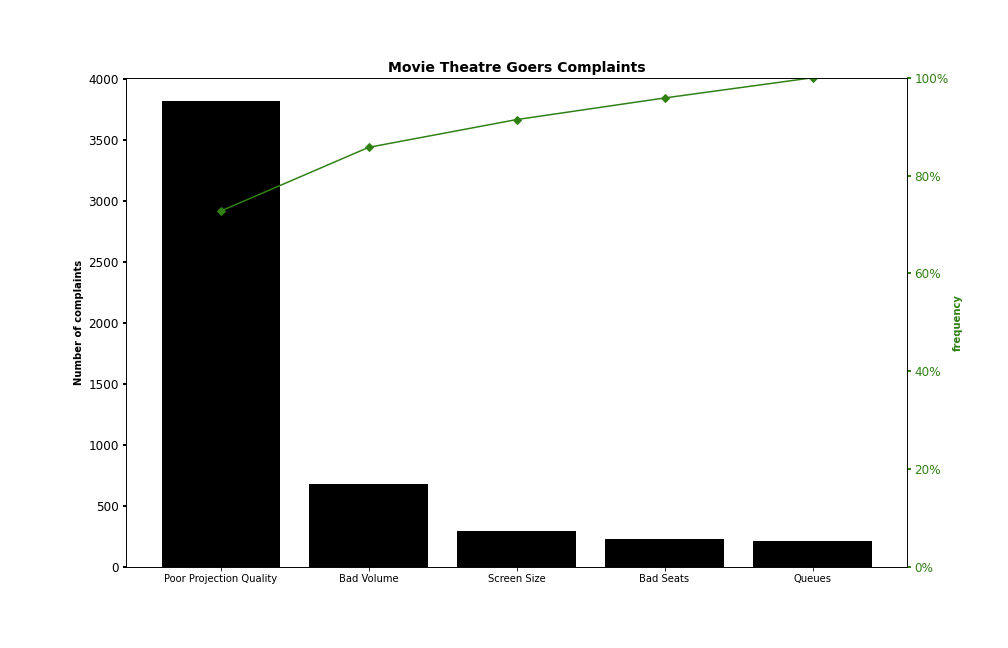 Movie Theatre Goers Complaints
4000
3500
3000
2500
2000
1500
1000
500
0
Number of complaints
100%
80%
60%
40%
20%
0%
frequency
Poor Projection Quality
Bad Volume
Screen Size
Bad Seats
Queues